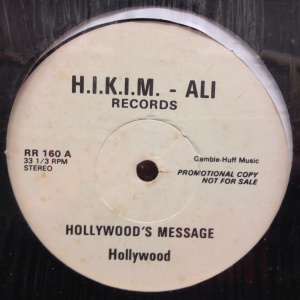 H.I.K.I.M. - ALI
RECORDS
RR 160 A
33 1/3 RPM
STEREO
Gamble-Huff Music
PROMOTIONAL COPY
NOT FOR SALE
HOLLYWOOD'S MESSAGE
Hollywood